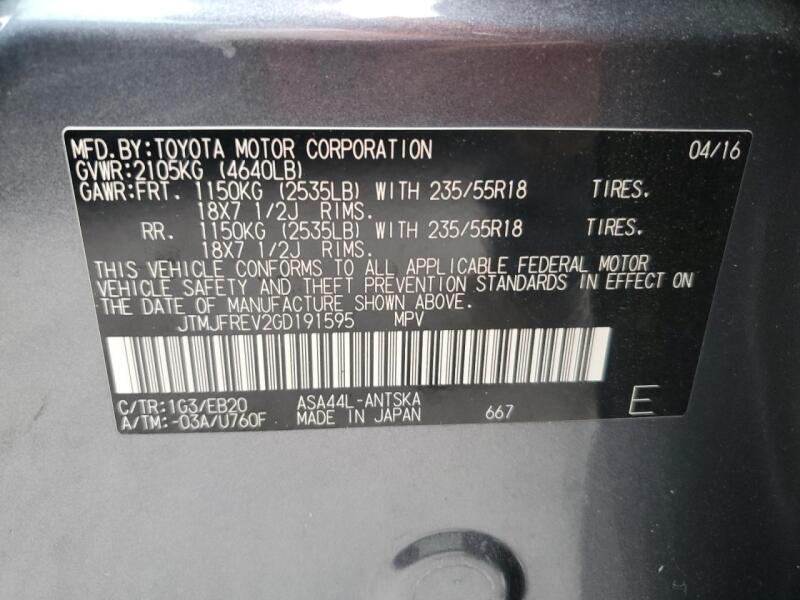 MFD.BY:TOYOTA MOTOR CORPORATION 04/16
GVWR:2105KG (4640LB)
GAWR:FRT. 1150KG (2535LB) WITH 235/55R18 TIRES.
18X7 1/2J RIMS.
RR. 1150KG (2535LB) WITH 235/55R18 TIRES.
18X7 1/2J RIMS.
THIS VEHICLE CONFORMS TO ALL APPLICABLE FEDERAL MOTOR
VEHICLE SAFETY AND THEFT PREVENTION STANDARDS IN EFFECT ON
THE DATE OF MANUFACTURE SHOWN ABOVE.
JTMJFREV2GD191595 MPV
C/TR:1G3/EB20 ASA44L-ANTSKA
A/TM:-03A/U760F MADE IN JAPAN 667 E